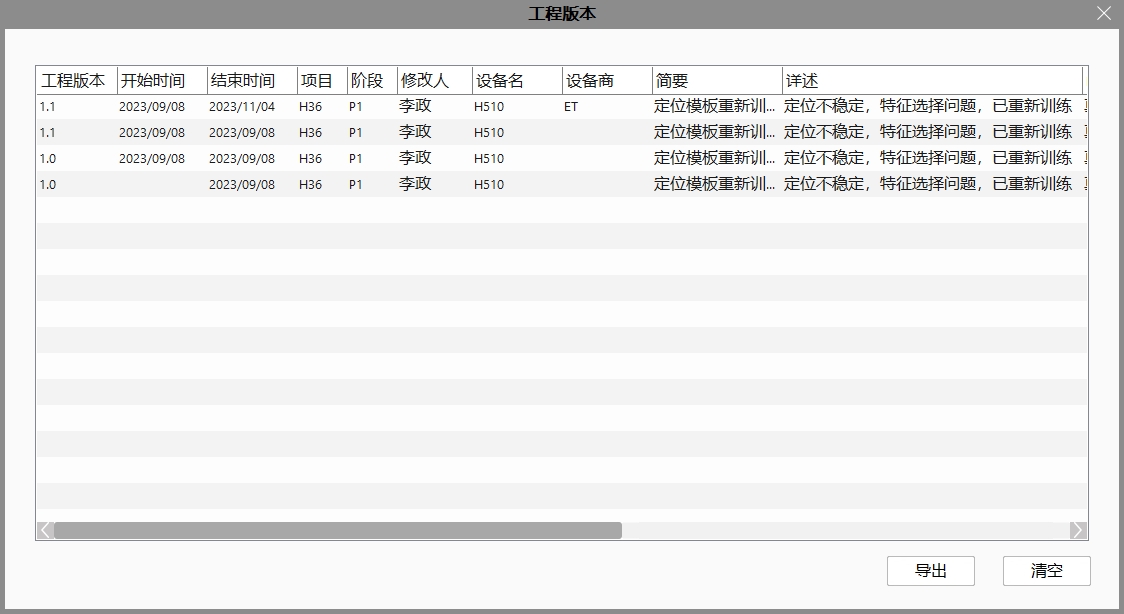 工程版本
工程版本 开始时间 结束时间 项目 阶段 修改人 设备名 设备商 简要 详述
1.1 2023/09/08 2023/11/04 H36 P1 李政 H510 ET 定位模板重新训... 定位不稳定，特征选择问题，已重新训练
1.1 2023/09/08 2023/09/08 H36 P1 李政 H510 定位模板重新训... 定位不稳定，特征选择问题，已重新训练
1.0 2023/09/08 2023/09/08 H36 P1 李政 H510 定位模板重新训... 定位不稳定，特征选择问题，已重新训练
1.0 2023/09/08 H36 P1 李政 H510 定位模板重新训... 定位不稳定，特征选择问题，已重新训练
导出 清空